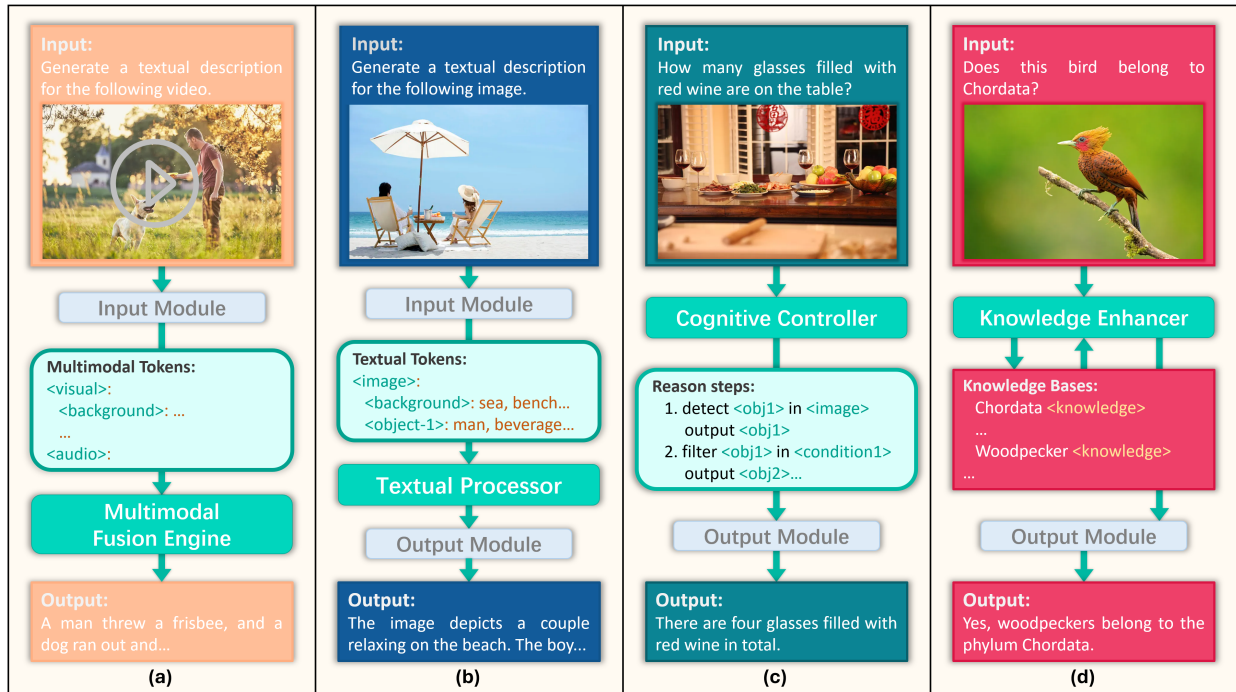 Input:
Generate a textual description
for the following video.
Input Module
Multimodal Tokens:
<visual>:
<background>: ...
...
<audio>:
Multimodal
Fusion Engine
Output:
A man threw a frisbee, and a
dog ran out and...
(a)
Input:
Generate a textual description
for the following image.
Input Module
Textual Tokens:
<image>:
<background>: sea, bench...
<object-1>: man, beverage...
Textual Processor
Output Module
Output:
The image depicts a couple
relaxing on the beach. The boy...
(b)
Input:
How many glasses filled with
red wine are on the table?
Cognitive Controller
Reason steps:
1. detect <obj1> in <image>
output <obj1>
2. filter <obj1> in <condition1>
output <obj2>...
Output Module
Output:
There are four glasses filled with
red wine in total.
(c)
Input:
Does this bird belong to
Chordata?
Knowledge Enhancer
Knowledge Bases:
Chordata <knowledge>
...
Woodpecker <knowledge>
...
Output Module
Output:
Yes, woodpeckers belong to the
phylum Chordata.
(d)